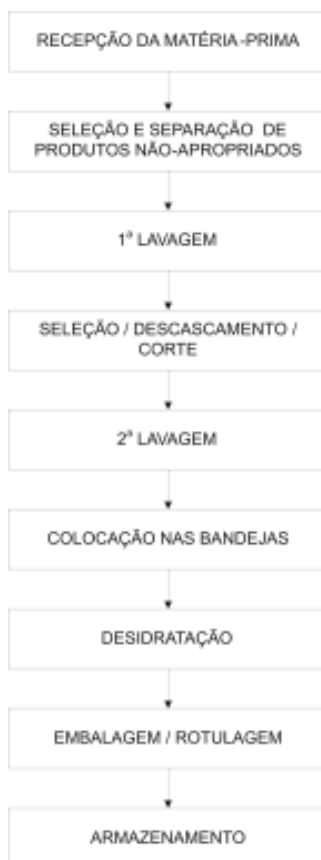 RECEPÇÃO DA MATÉRIA-PRIMA
SELEÇÃO E SEPARAÇÃO DE
PRODUTOS NÃO-APROPRIADOS
1ª LAVAGEM
SELEÇÃO / DESCASCAMENTO /
CORTE
2ª LAVAGEM
COLOCAÇÃO NAS BANDEJAS
DESIDRATAÇÃO
EMBALAGEM / ROTULAGEM
ARMAZENAMENTO